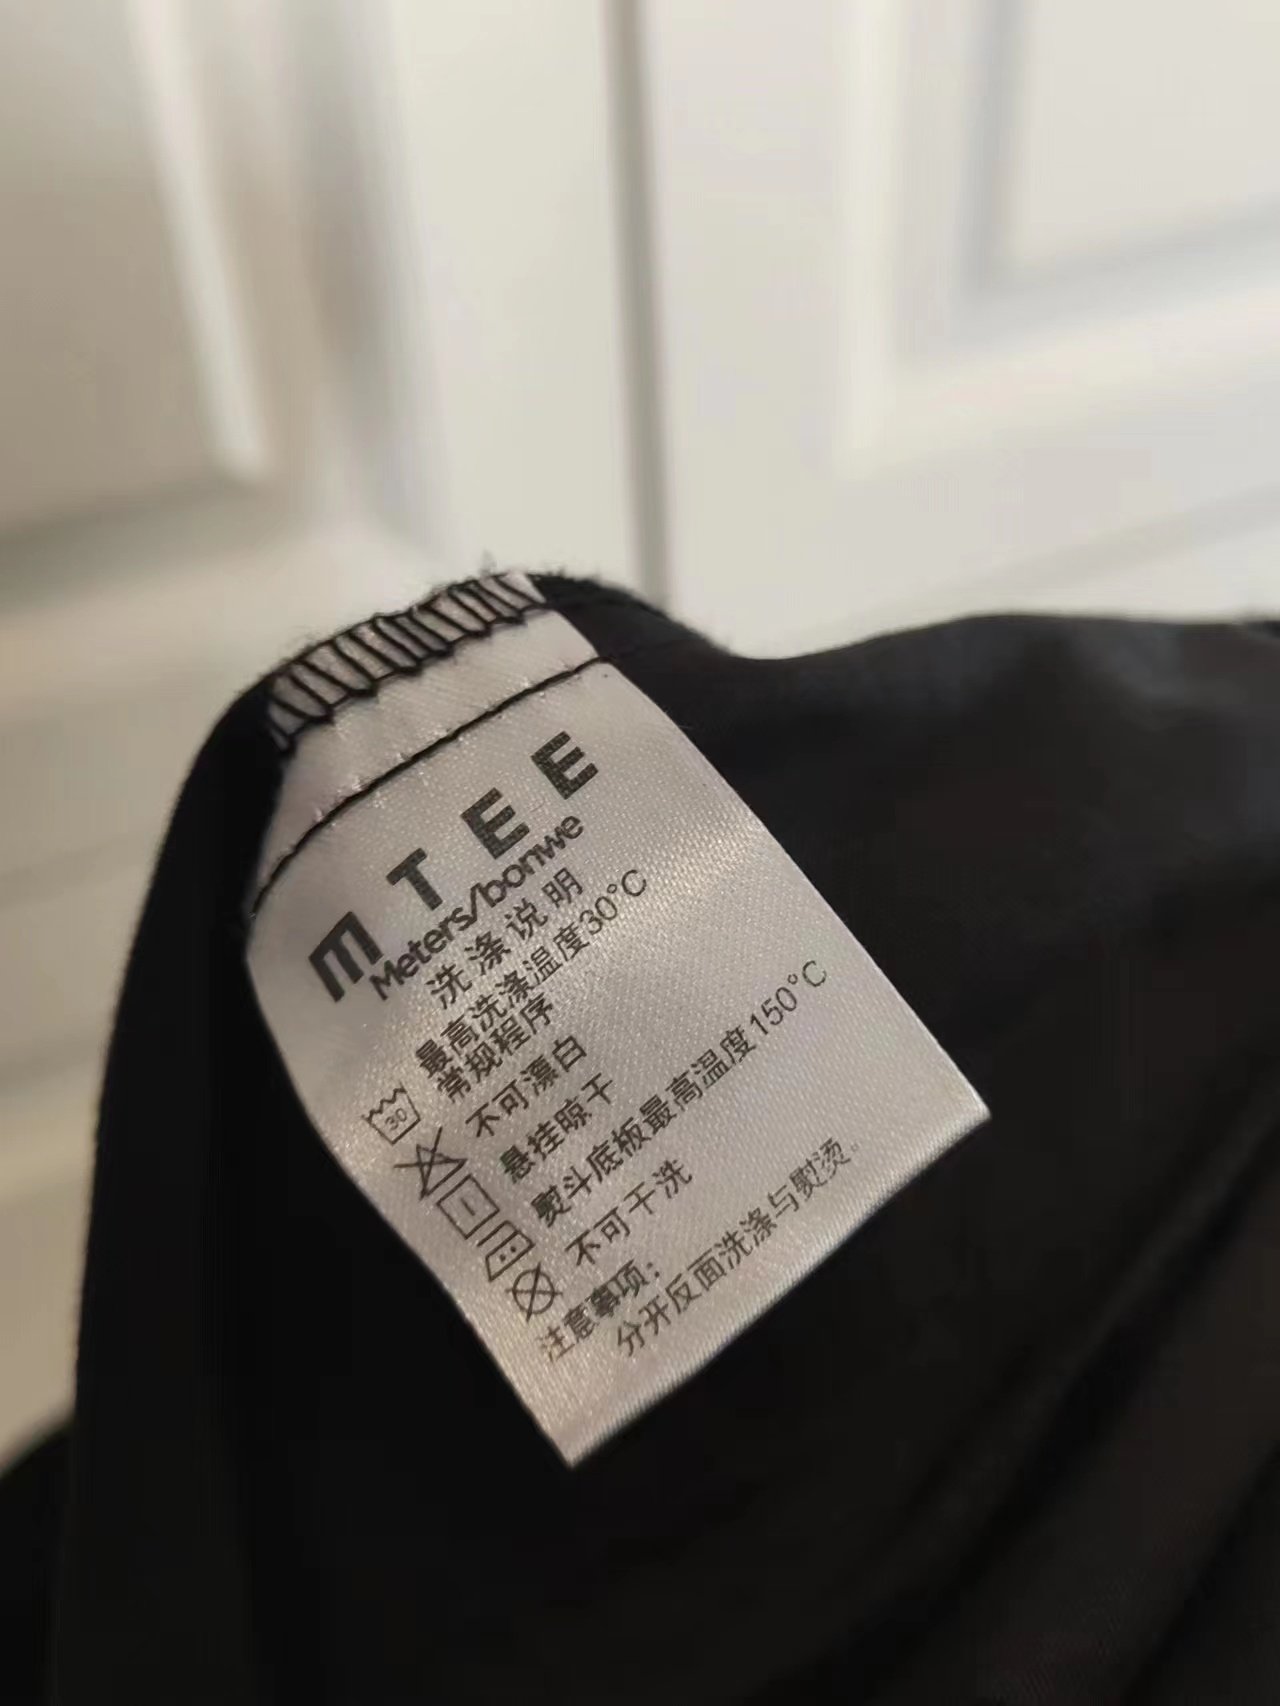 MTEE
Meters/bonwe
洗涤说明
最高洗涤温度30°C
常规程序
30
不可漂白
悬挂晾干
熨斗底板最高温度150°C
不可干洗
注意事项：
分开反面洗涤与熨烫。